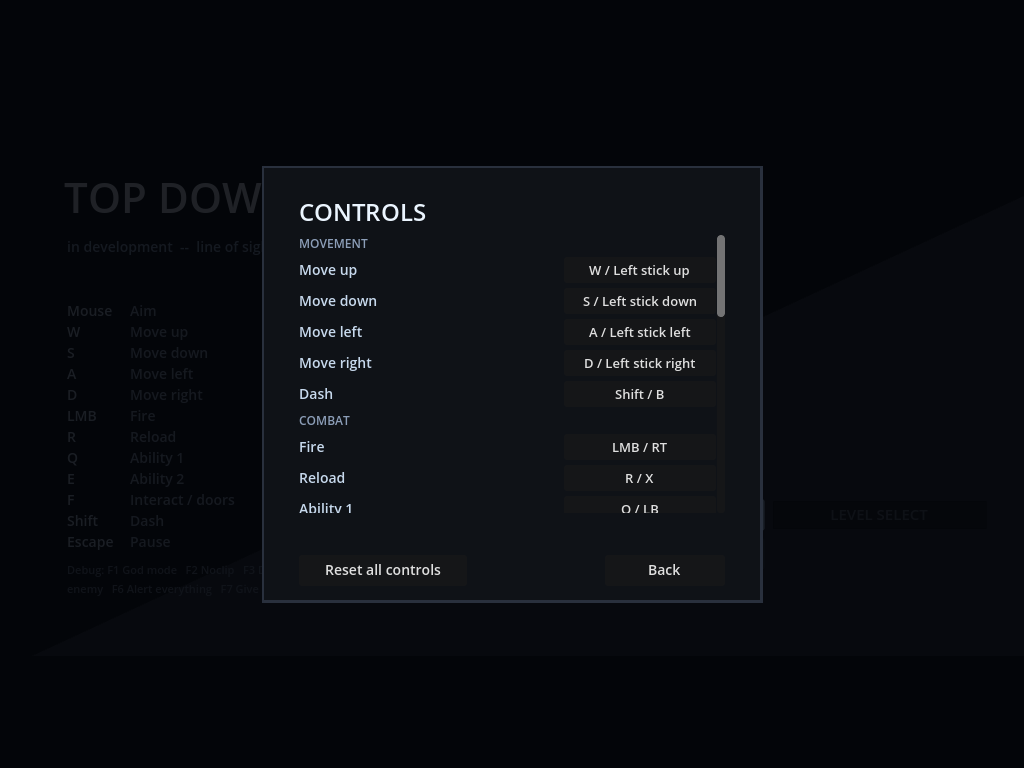 TOP DOW
in development -- line of sig
Mouse Aim
W Move up
S Move down
A Move left
D Move right
LMB Fire
R Reload
Q Ability 1
E Ability 2
F Interact / doors
Shift Dash
Escape Pause
Debug: F1 God mode F2 Noclip F3
enemy F6 Alert everything F7 Give
CONTROLS
MOVEMENT
Move up W / Left stick up
Move down S / Left stick down
Move left A / Left stick left
Move right D / Left stick right
Dash Shift / B
COMBAT
Fire LMB / RT
Reload R / X
Ability 1 Q / LB
Reset all controls Back
LEVEL SELECT